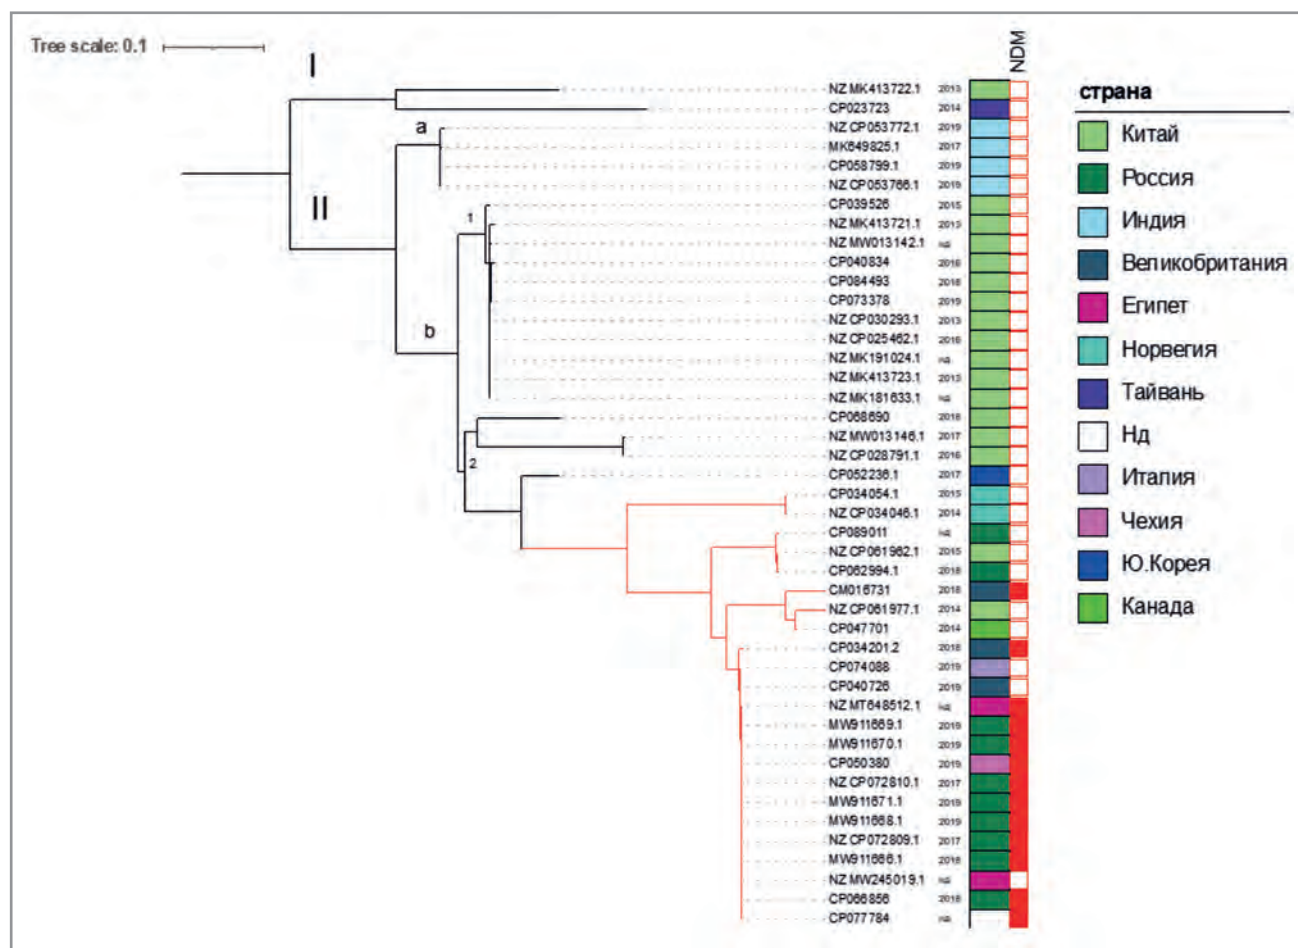 Tree scale: 0.1
I
NDM
NZ MK413722.1 2013
CP023723 2014
a
NZ CP053772.1 2019
MK649825.1 2017
CP058799.1 2019
NZ CP053766.1 2019
II
CP039526 2015
1
NZ MK413721.1 2013
NZ MW013142.1 нд
CP040834 2016
CP084493 2018
CP073378 2019
NZ CP030293.1 2013
b
NZ CP025462.1 2016
NZ MK191024.1 нд
NZ MK413723.1 2013
NZ MK181633.1 нд
CP068690 2018
NZ MW013146.1 2017
2
NZ CP028791.1 2016
CP052236.1 2017
CP034054.1 2015
NZ CP034046.1 2014
CP089011 нд
NZ CP061962.1 2015
CP062994.1 2018
CM016731 2018
NZ CP061977.1 2014
CP047701 2014
CP034201.2 2018
CP074088 2019
CP040726 2019
NZ MT648512.1 нд
MW911669.1 2019
MW911670.1 2019
CP050380 2019
NZ CP072810.1 2017
MW911671.1 2019
MW911668.1 2019
NZ CP072809.1 2017
MW911666.1 2018
NZ MW245019.1 нд
CP066856 2018
CP077784 нд
страна
Китай
Россия
Индия
Великобритания
Египет
Норвегия
Тайвань
Нд
Италия
Чехия
Ю.Корея
Канада